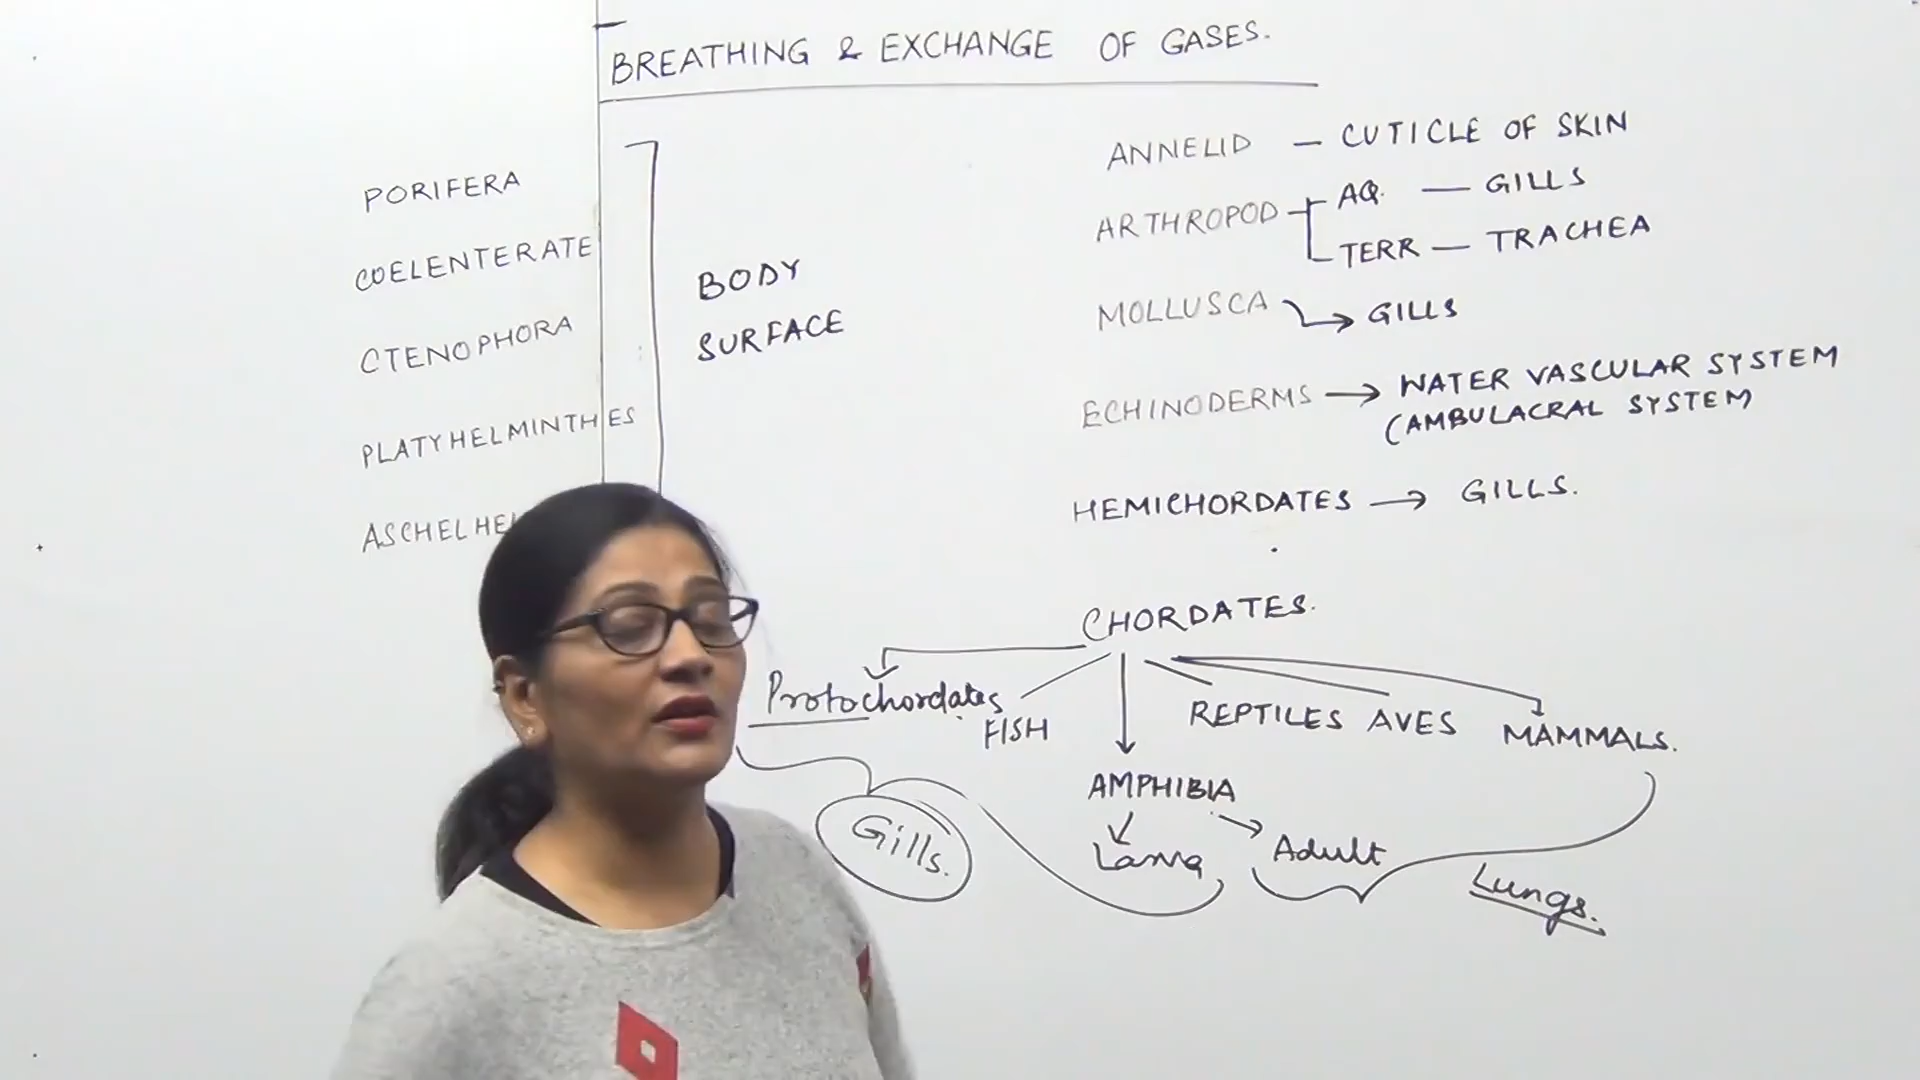 BREATHING & EXCHANGE OF GASES.
PORIFERA
COELENTERATE
CTENOPHORA
PLATYHELMINTHES
ASCHELHE
BODY
SURFACE
ANNELID — CUTICLE OF SKIN
ARTHROPOD AQ. — GILLS
TERR — TRACHEA
MOLLUSCA → GILLS
ECHINODERMS → WATER VASCULAR SYSTEM
(AMBULACRAL SYSTEM
HEMICHORDATES → GILLS.
CHORDATES.
Protochordates
FISH
REPTILES AVES MAMMALS.
AMPHIBIA
Larva Adult
Gills.
Lungs.